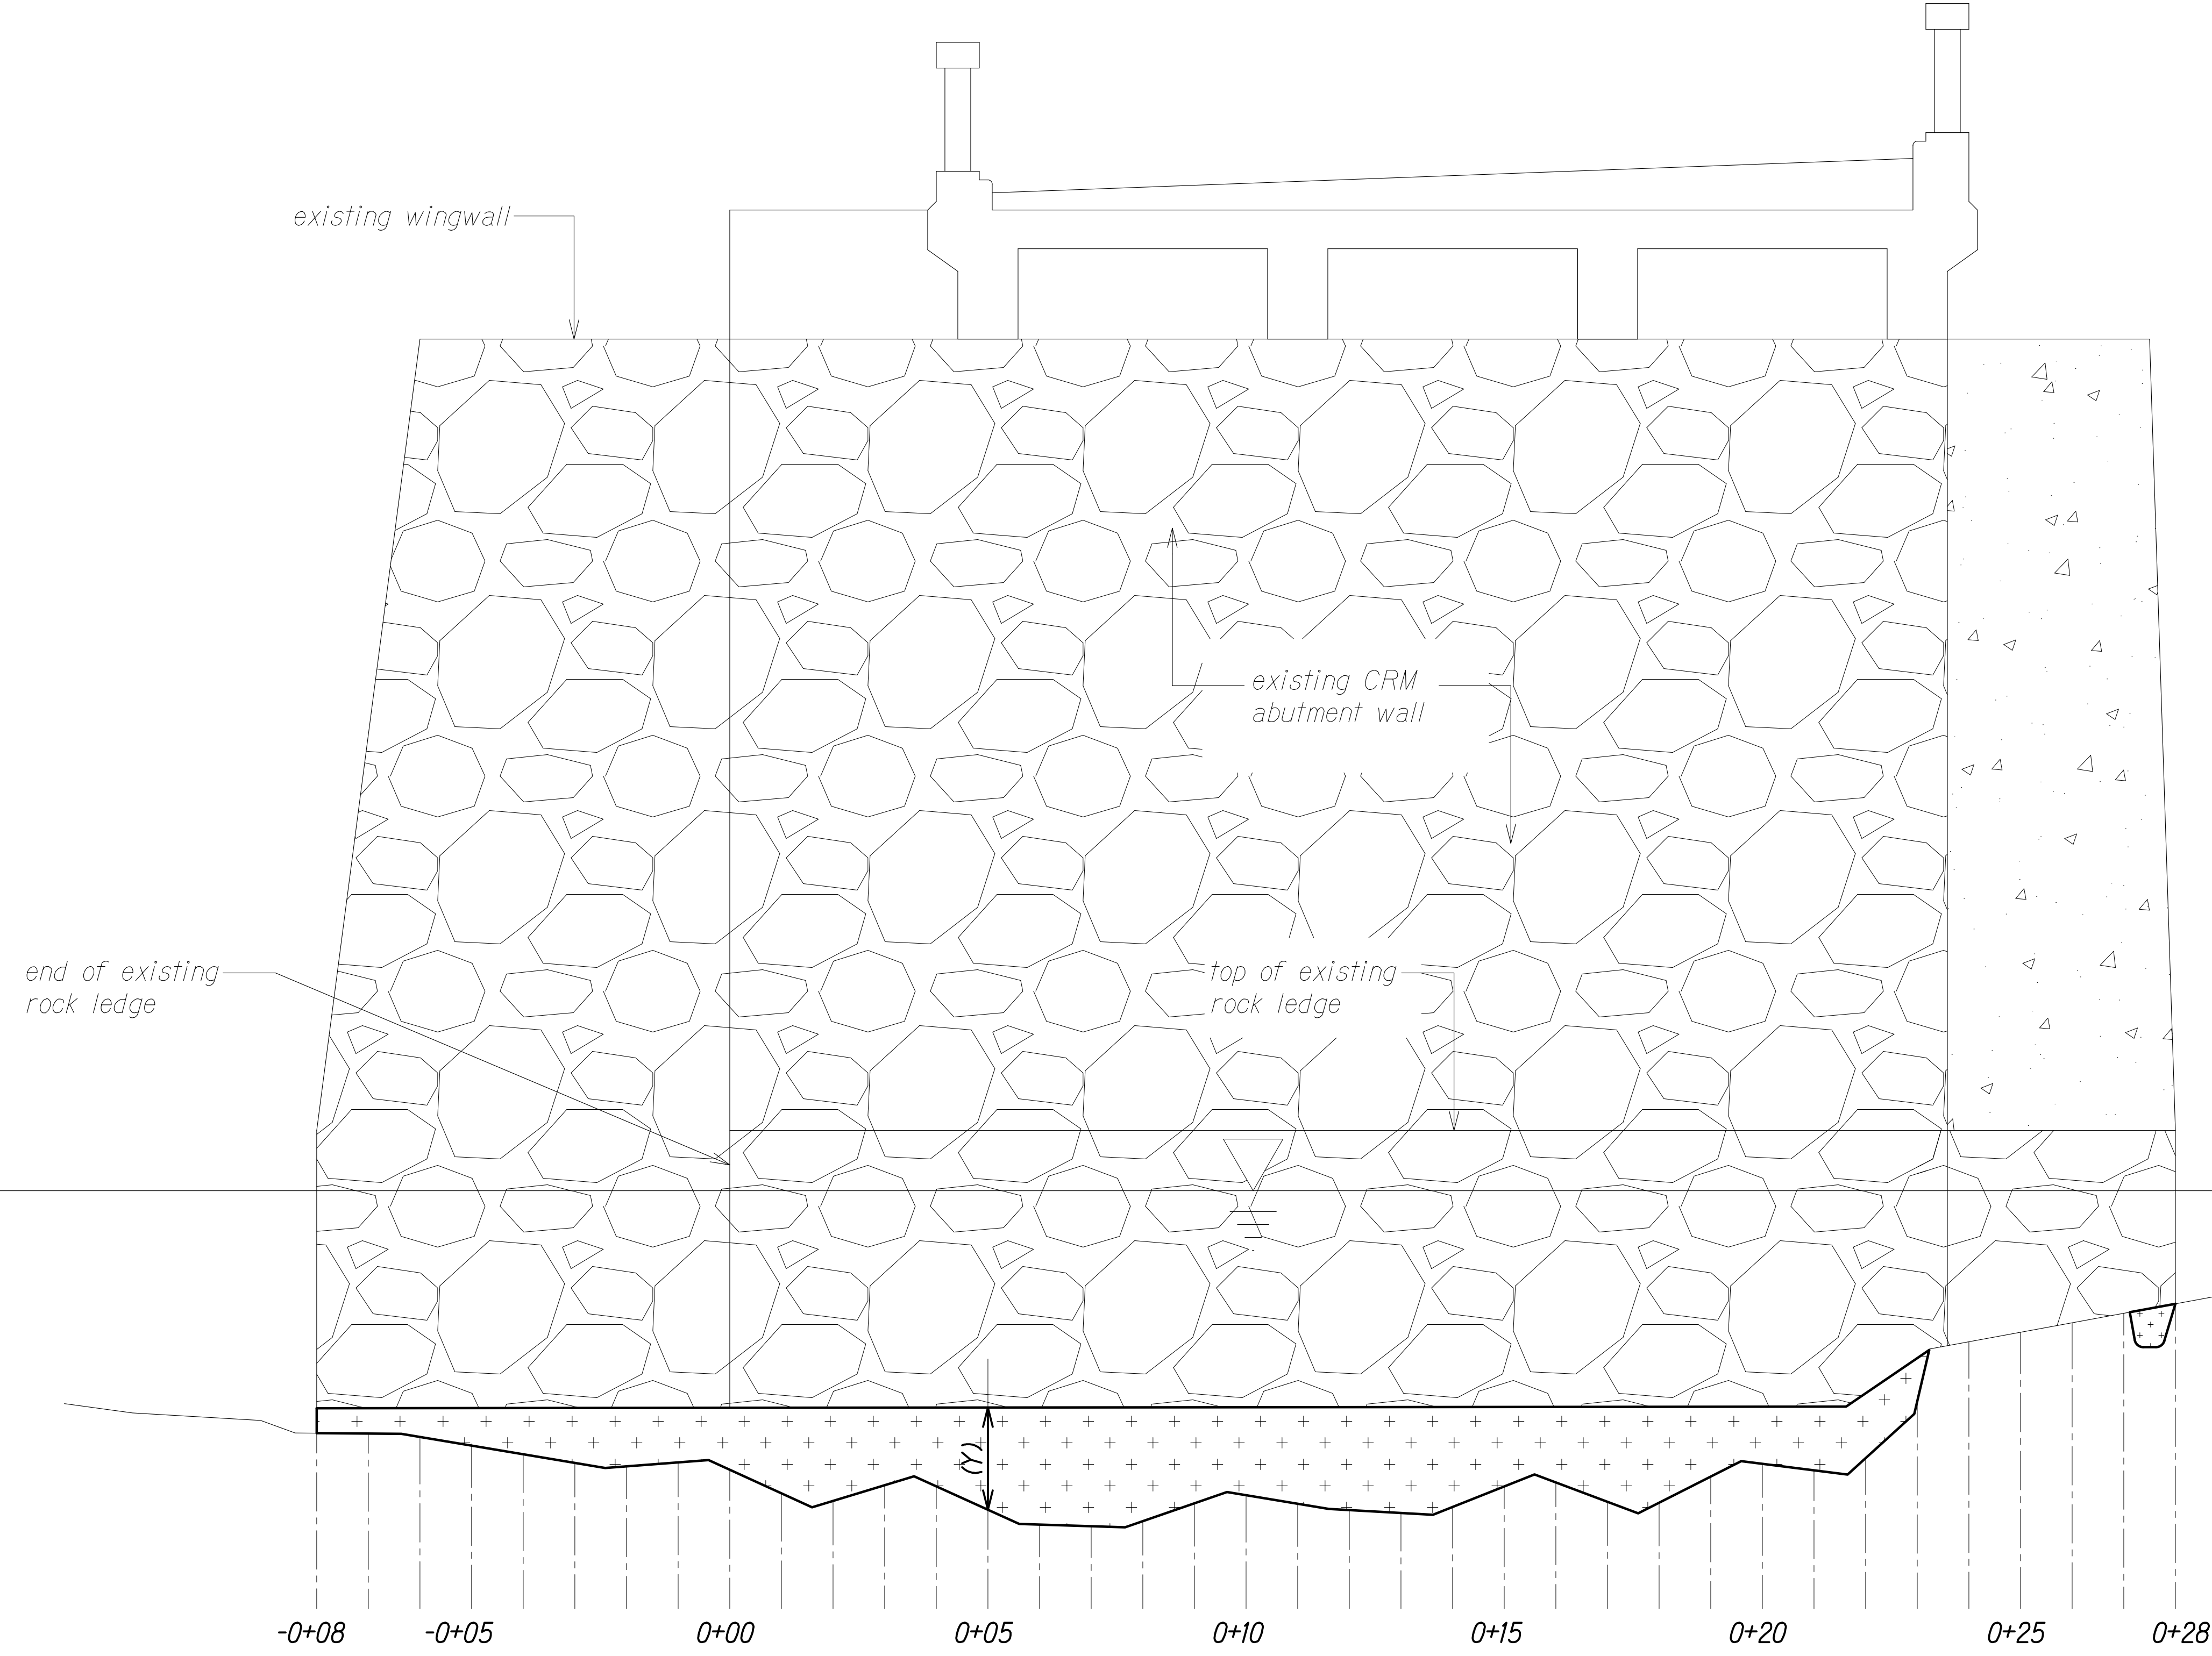 existing wingwall
existing CRM
abutment wall
end of existing
rock ledge
top of existing
rock ledge
(Y)
-0+08
-0+05
0+00
0+05
0+10
0+15
0+20
0+25
0+28